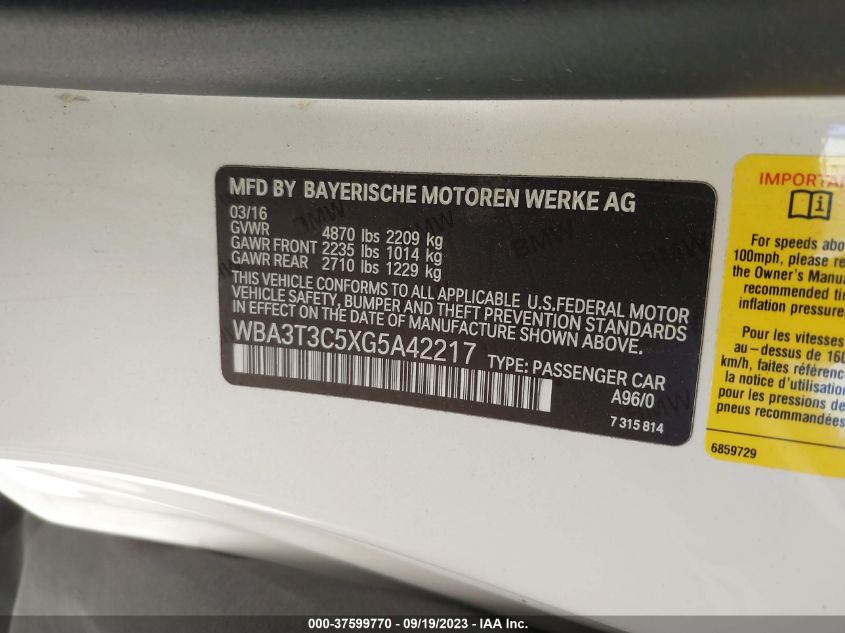 MFD BY BAYERISCHE MOTOREN WERKE AG
03/16
GVWR 4870 lbs 2209 kg
GAWR FRONT 2235 lbs 1014 kg
GAWR REAR 2710 lbs 1229 kg
THIS VEHICLE CONFORMS TO ALL APPLICABLE U.S.FEDERAL MOTOR
VEHICLE SAFETY, BUMPER AND THEFT PREVENTION STANDARDS
IN EFFECT ON THE DATE OF MANUFACTURE SHOWN ABOVE.
WBA3T3C5XG5A42217 TYPE: PASSENGER CAR
A96/0
7 315 814
IMPORTAN
i
For speeds abo
100mph, please re
the Owner's Manua
recommended tir
inflation pressure
Pour les vitesses
au-dessus de 160
km/h, faites référenc
la notice d'utilisation
pour les pressions de
pneus recommandées
6859729
000-37599770 - 09/19/2023 - IAA Inc.